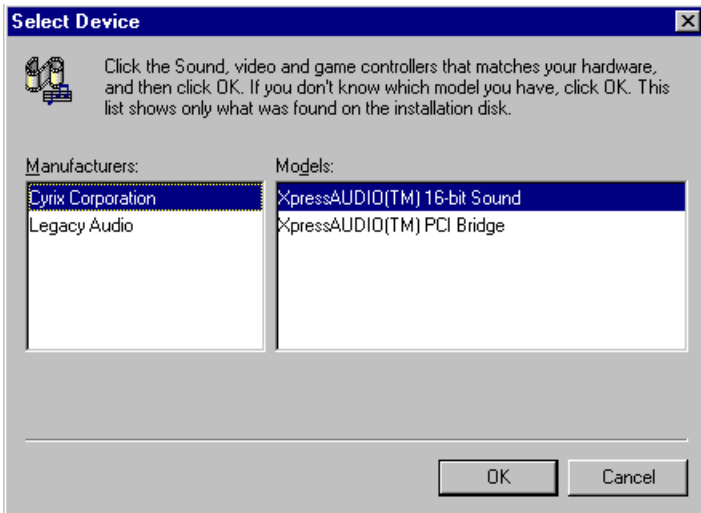 Select Device
Click the Sound, video and game controllers that matches your hardware,
and then click OK. If you don't know which model you have, click OK. This
list shows only what was found on the installation disk.
Manufacturers:
Models:
Cyrix Corporation
XpressAUDIO(TM) 16-bit Sound
Legacy Audio
XpressAUDIO(TM) PCI Bridge
OK
Cancel